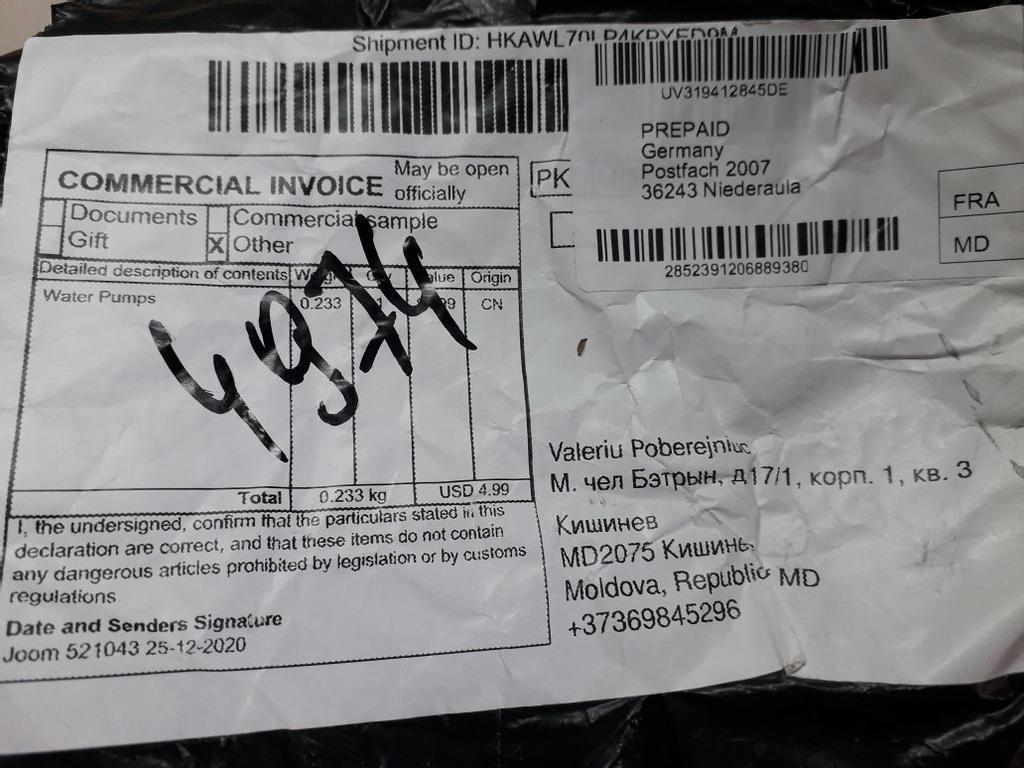 Shipment ID:
UV319412845DE
PREPAID
Germany
Postfach 2007
36243 Niederaula
2852391206889380
PK
FRA
MD
COMMERCIAL INVOICE
May be open
officially
Documents
Commercial sample
Gift
X Other
Detailed description of contents Origin
Water Pumps 0.233 1 CN
4974
Total 0.233 kg USD 4.99
I, the undersigned, confirm that the particulars stated in this
declaration are correct, and that these items do not contain
any dangerous articles prohibited by legislation or by customs
regulations
Date and Senders Signature
Joom 521043 25-12-2020
Valeriu Poberejniuc
М. чел Бэтрын, д17/1, корп. 1, кв. 3
Кишинев
MD2075 Кишинё
Moldova, Republic MD
+37369845296